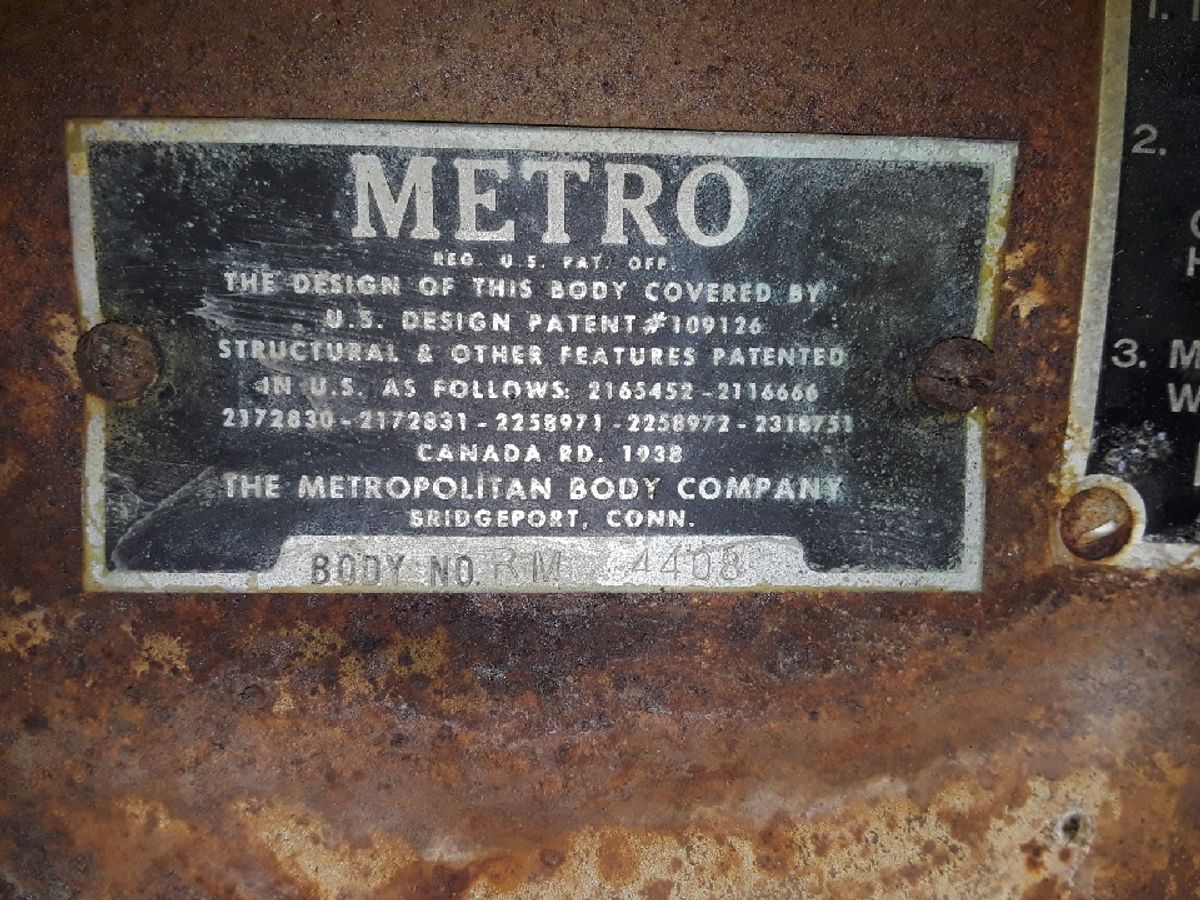 METRO
REG. U.S. PAT. OFF.
THE DESIGN OF THIS BODY COVERED BY
U.S. DESIGN PATENT #109126
STRUCTURAL & OTHER FEATURES PATENTED
IN U.S. AS FOLLOWS: 2165452-2116666
2172830-2172831-2258971-2258972-2318751
CANADA RD. 1938
THE METROPOLITAN BODY COMPANY
BRIDGEPORT, CONN.
BODY NO. RM 4408
1.
2.
3. M
W